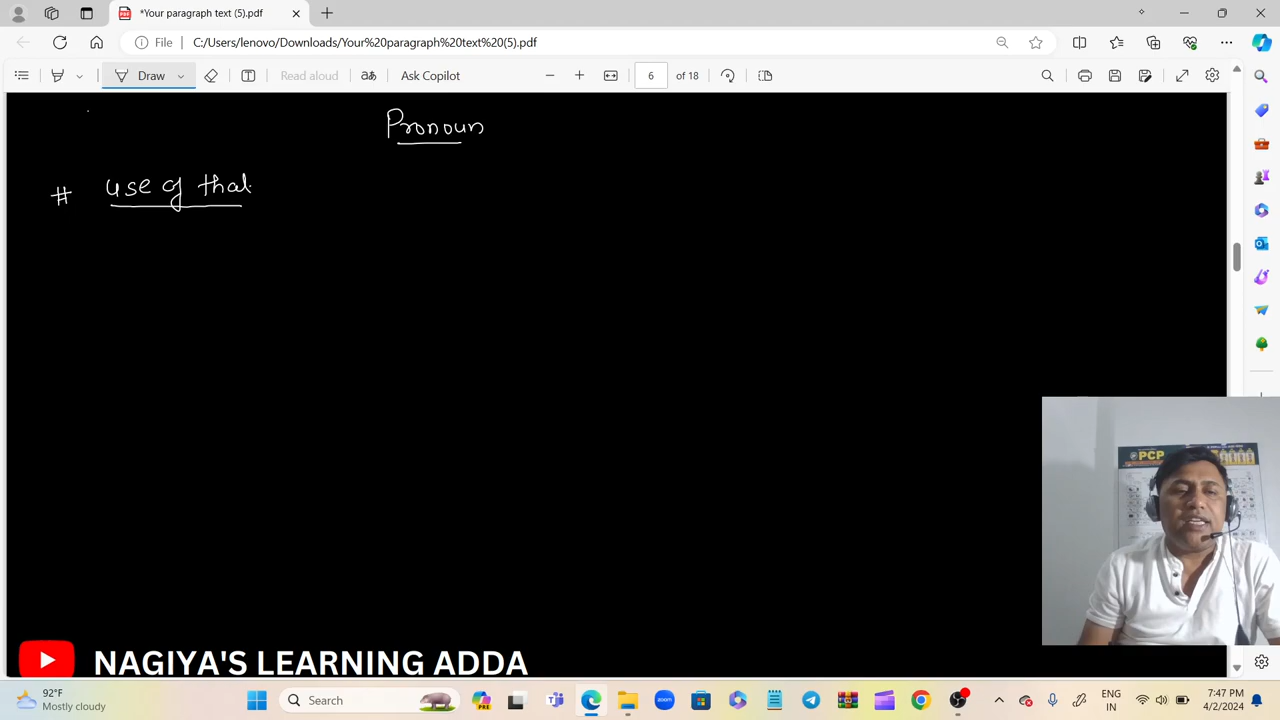 *Your paragraph text (5).pdf
File C:/Users/lenovo/Downloads/Your%20paragraph%20text%20(5).pdf
Draw Read aloud Ask Copilot 6 of 18
Pronoun
# use of that
PCP
NAGIYA'S LEARNING ADDA
92°F
Mostly cloudy
Search
ENG
IN
7:47 PM
4/2/2024